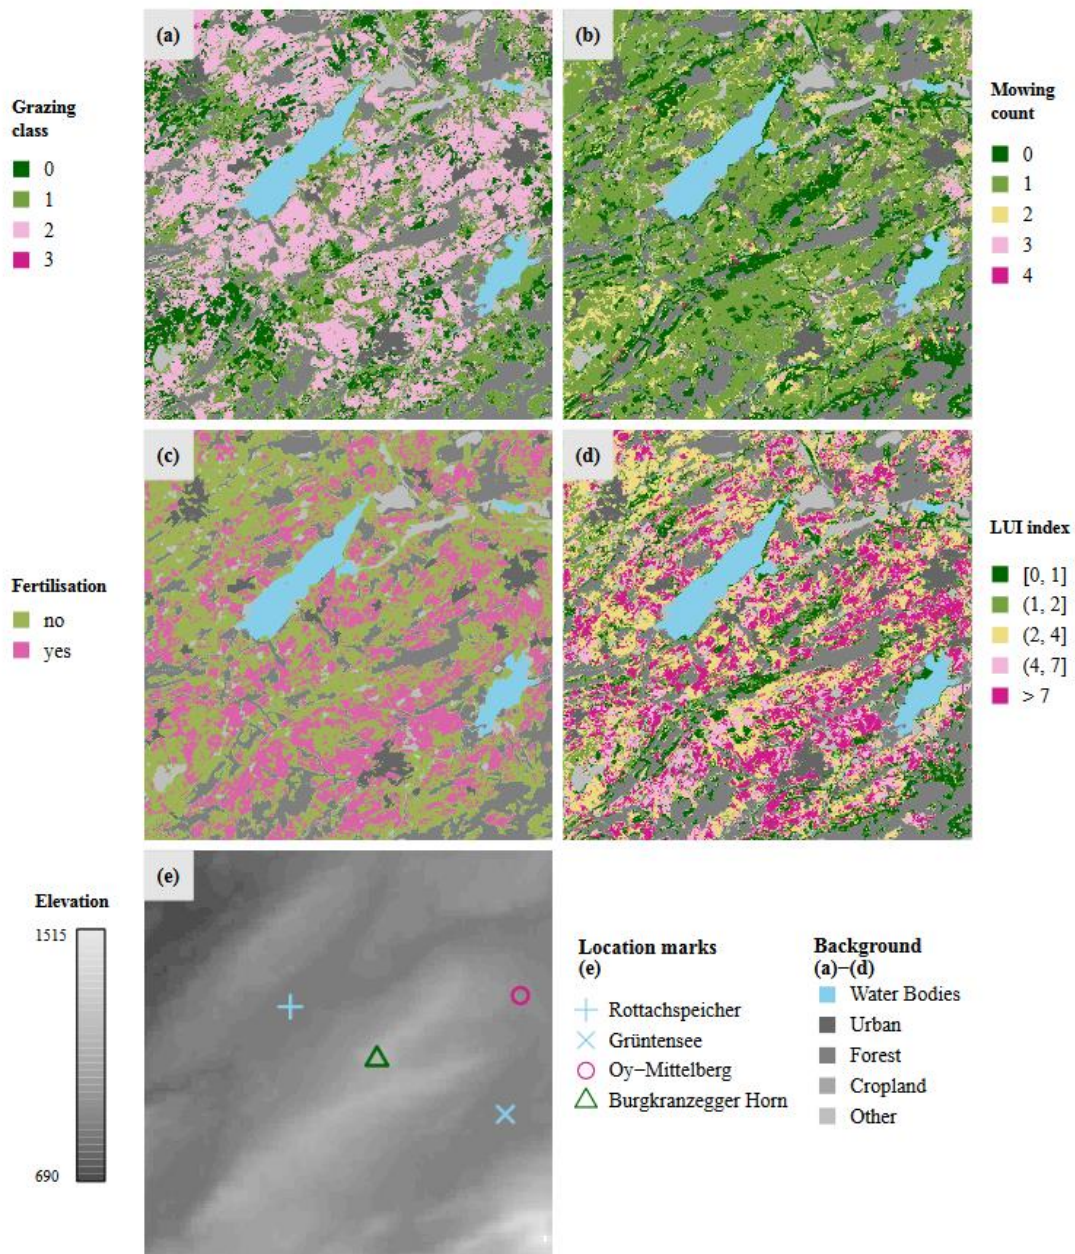 (a)
(b)
Grazing
class
0
1
2
3
Mowing
count
0
1
2
3
4
(c)
(d)
Fertilisation
no
yes
LUI index
[0, 1]
(1, 2]
(2, 4]
(4, 7]
> 7
(e)
Elevation
1515
690
Location marks
(e)
Rottachspeicher
Grüntensee
Oy−Mittelberg
Burgkranzegger Horn
Background
(a)−(d)
Water Bodies
Urban
Forest
Cropland
Other